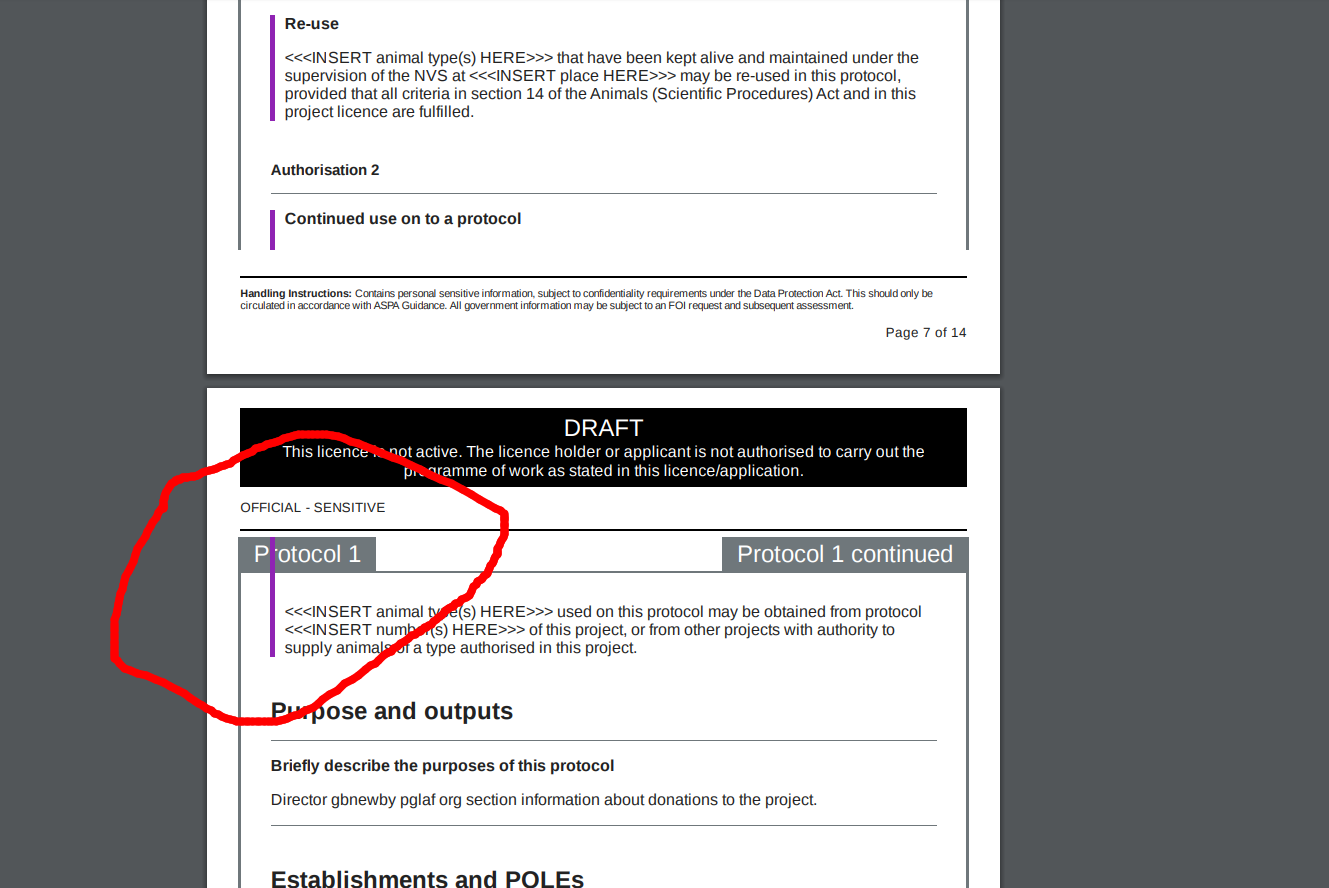 Re-use
<<<INSERT animal type(s) HERE>>> that have been kept alive and maintained under the
supervision of the NVS at <<<INSERT place HERE>>> may be re-used in this protocol,
provided that all criteria in section 14 of the Animals (Scientific Procedures) Act and in this
project licence are fulfilled.
Authorisation 2
Continued use on to a protocol
Handling Instructions: Contains personal sensitive information, subject to confidentiality requirements under the Data Protection Act. This should only be
circulated in accordance with ASPA Guidance. All government information may be subject to an FOI request and subsequent assessment.
Page 7 of 14
DRAFT
This licence is not active. The licence holder or applicant is not authorised to carry out the
programme of work as stated in this licence/application.
OFFICIAL - SENSITIVE
Protocol 1
Protocol 1 continued
<<<INSERT animal type(s) HERE>>> used on this protocol may be obtained from protocol
<<<INSERT number(s) HERE>>> of this project, or from other projects with authority to
supply animals of a type authorised in this project.
Purpose and outputs
Briefly describe the purposes of this protocol
Director gbnewby pglaf org section information about donations to the project.
Establishments and POLEs